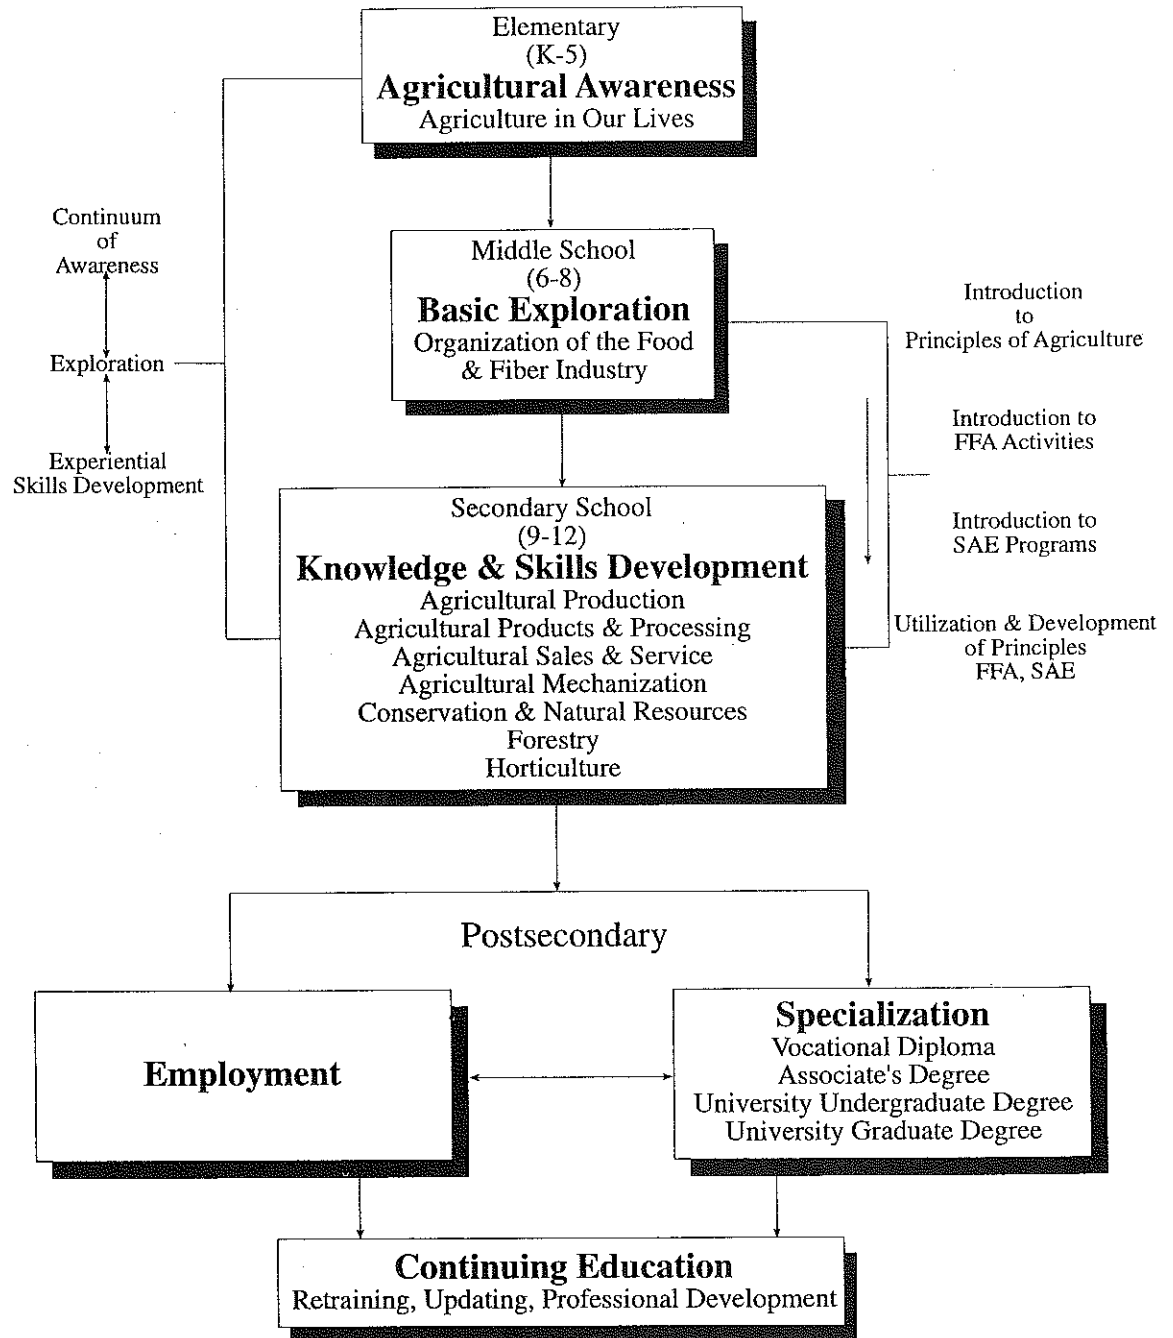 Elementary
(K-5)
Agricultural Awareness
Agriculture in Our Lives
Continuum
of
Awareness
Exploration
Experiential
Skills Development
Middle School
(6-8)
Basic Exploration
Organization of the Food
& Fiber Industry
Introduction
to
Principles of Agriculture
Introduction to
FFA Activities
Introduction to
SAE Programs
Utilization & Development
of Principles
FFA, SAE
Secondary School
(9-12)
Knowledge & Skills Development
Agricultural Production
Agricultural Products & Processing
Agricultural Sales & Service
Agricultural Mechanization
Conservation & Natural Resources
Forestry
Horticulture
Postsecondary
Employment
Specialization
Vocational Diploma
Associate's Degree
University Undergraduate Degree
University Graduate Degree
Continuing Education
Retraining, Updating, Professional Development